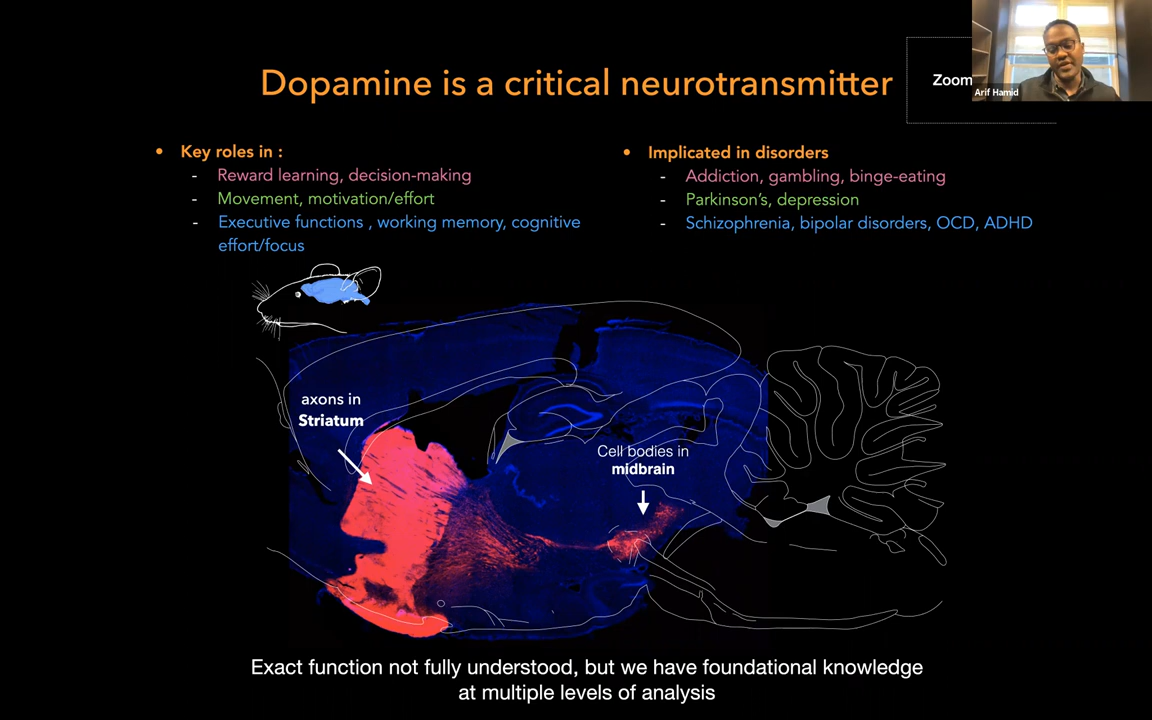 Dopamine is a critical neurotransmitter
Zoom
Arif Hamid
• Key roles in :
- Reward learning, decision-making
- Movement, motivation/effort
- Executive functions , working memory, cognitive
effort/focus
• Implicated in disorders
- Addiction, gambling, binge-eating
- Parkinson's, depression
- Schizophrenia, bipolar disorders, OCD, ADHD
axons in
Striatum
Cell bodies in
midbrain
Exact function not fully understood, but we have foundational knowledge
at multiple levels of analysis